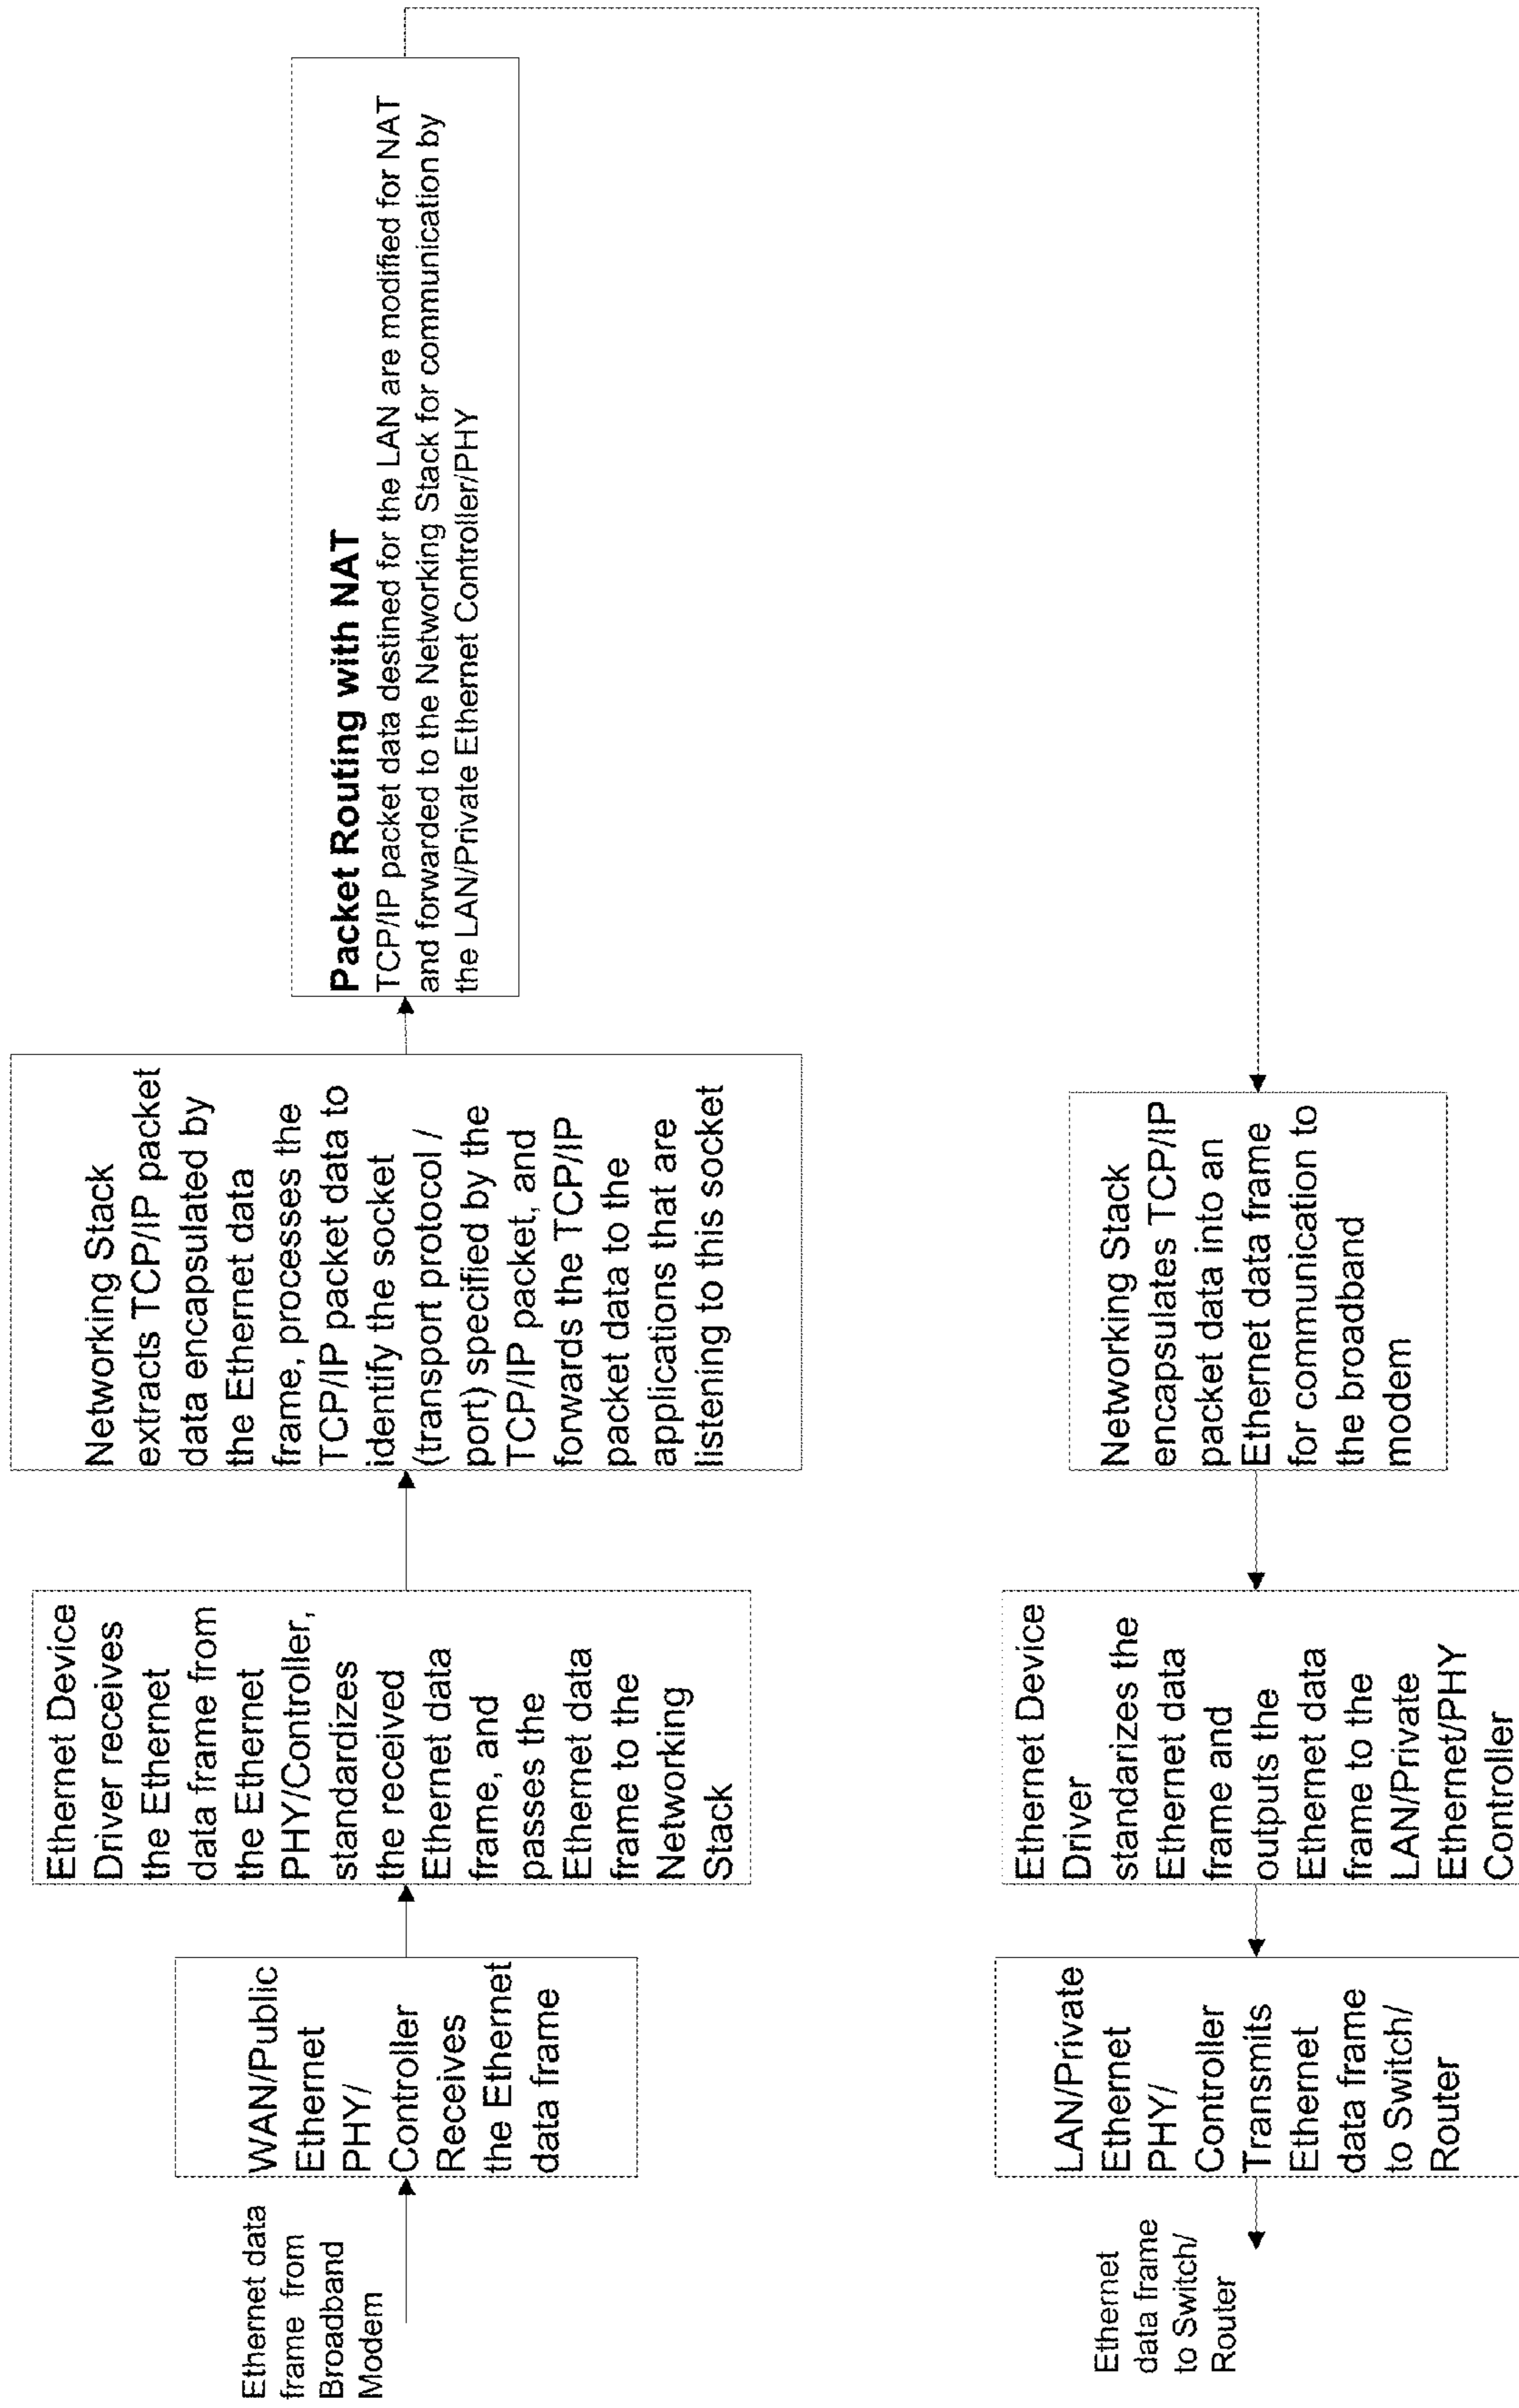 Ethernet data
frame from
Broadband
Modem
WAN/Public
Ethernet
PHY/
Controller
Receives
the Ethernet
data frame
Ethernet Device
Driver receives
the Ethernet
data frame from
the Ethernet
PHY/Controller,
standardizes
the received
Ethernet data
frame, and
passes the
Ethernet data
frame to the
Networking
Stack
Networking Stack
extracts TCP/IP packet
data encapsulated by
the Ethernet data
frame, processes the
TCP/IP packet data to
identify the socket
(transport protocol /
port) specified by the
TCP/IP packet, and
forwards the TCP/IP
packet data to the
applications that are
listening to this socket
Packet Routing with NAT
TCP/IP packet data destined for the LAN are modified for NAT
and forwarded to the Networking Stack for communication by
the LAN/Private Ethernet Controller/PHY
Networking Stack
encapsulates TCP/IP
packet data into an
Ethernet data frame
for communication to
the broadband
modem
Ethernet Device
Driver
standarizes the
Ethernet data
frame and
outputs the
Ethernet data
frame to the
LAN/Private
Ethernet/PHY
Controller
LAN/Private
Ethernet
PHY/
Controller
Transmits
Ethernet
data frame
to Switch/
Router
Ethernet
data frame
to Switch/
Router